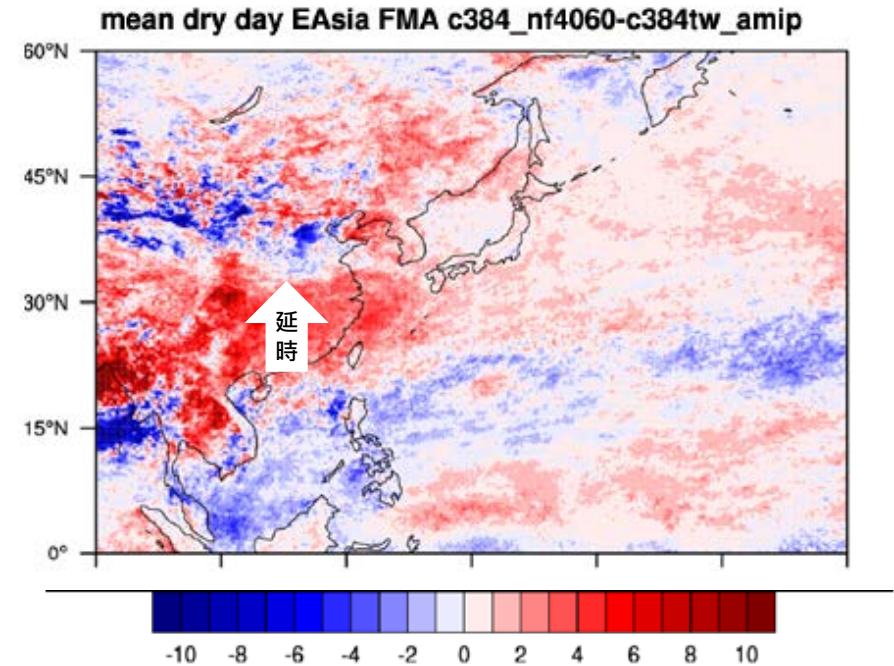 mean dry day EAsia FMA c384_nf4060-c384tw_amip
60°N
45°N
30°N
15°N
0°
延
時
-10 -8 -6 -4 -2 0 2 4 6 8 10